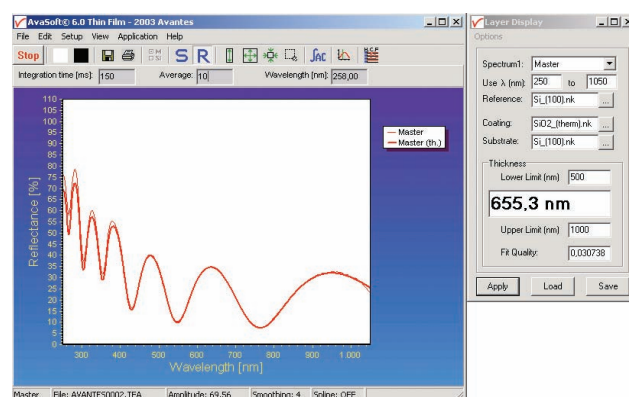 AvaSoft© 6.0 Thin Film - 2003 Avantes
File Edit Setup View Application Help
Stop
S R
Integration time [ms]: 150 Average: 10 Wavelength [nm]: 258,00
110
105
100
95
90
85
80
75
70
65
60
55
50
45
40
35
30
25
20
15
10
5
0
Reflectance [%]
300 400 500 600 700 800 900 1.000
Wavelength [nm]
Master
Master (th.)
Master File: AVANTES0002.TEA Amplitude: 69,56 Smoothing: 4 Spline: OFF
Layer Display
Options
Spectrum1: Master
Use λ (nm): 250 to 1050
Reference: Si_(100).nk ...
Coating: SiO2_(therm).nk ...
Substrate: Si_(100).nk ...
Thickness
Lower Limit (nm) 500
655,3 nm
Upper Limit (nm) 1000
Fit Quality: 0,030738
Apply Load Save